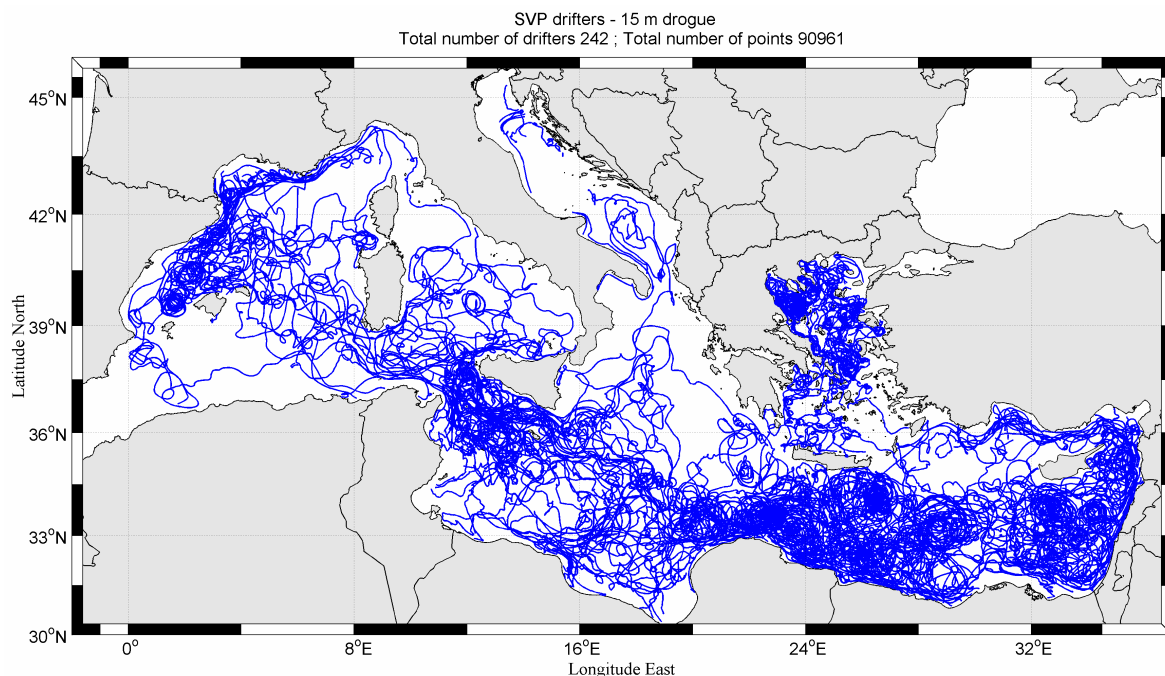 SVP drifters - 15 m drogue
Total number of drifters 242 ; Total number of points 90961
45°N
42°N
39°N
36°N
33°N
30°N
Latitude North
0°
8°E
16°E
24°E
32°E
Longitude East